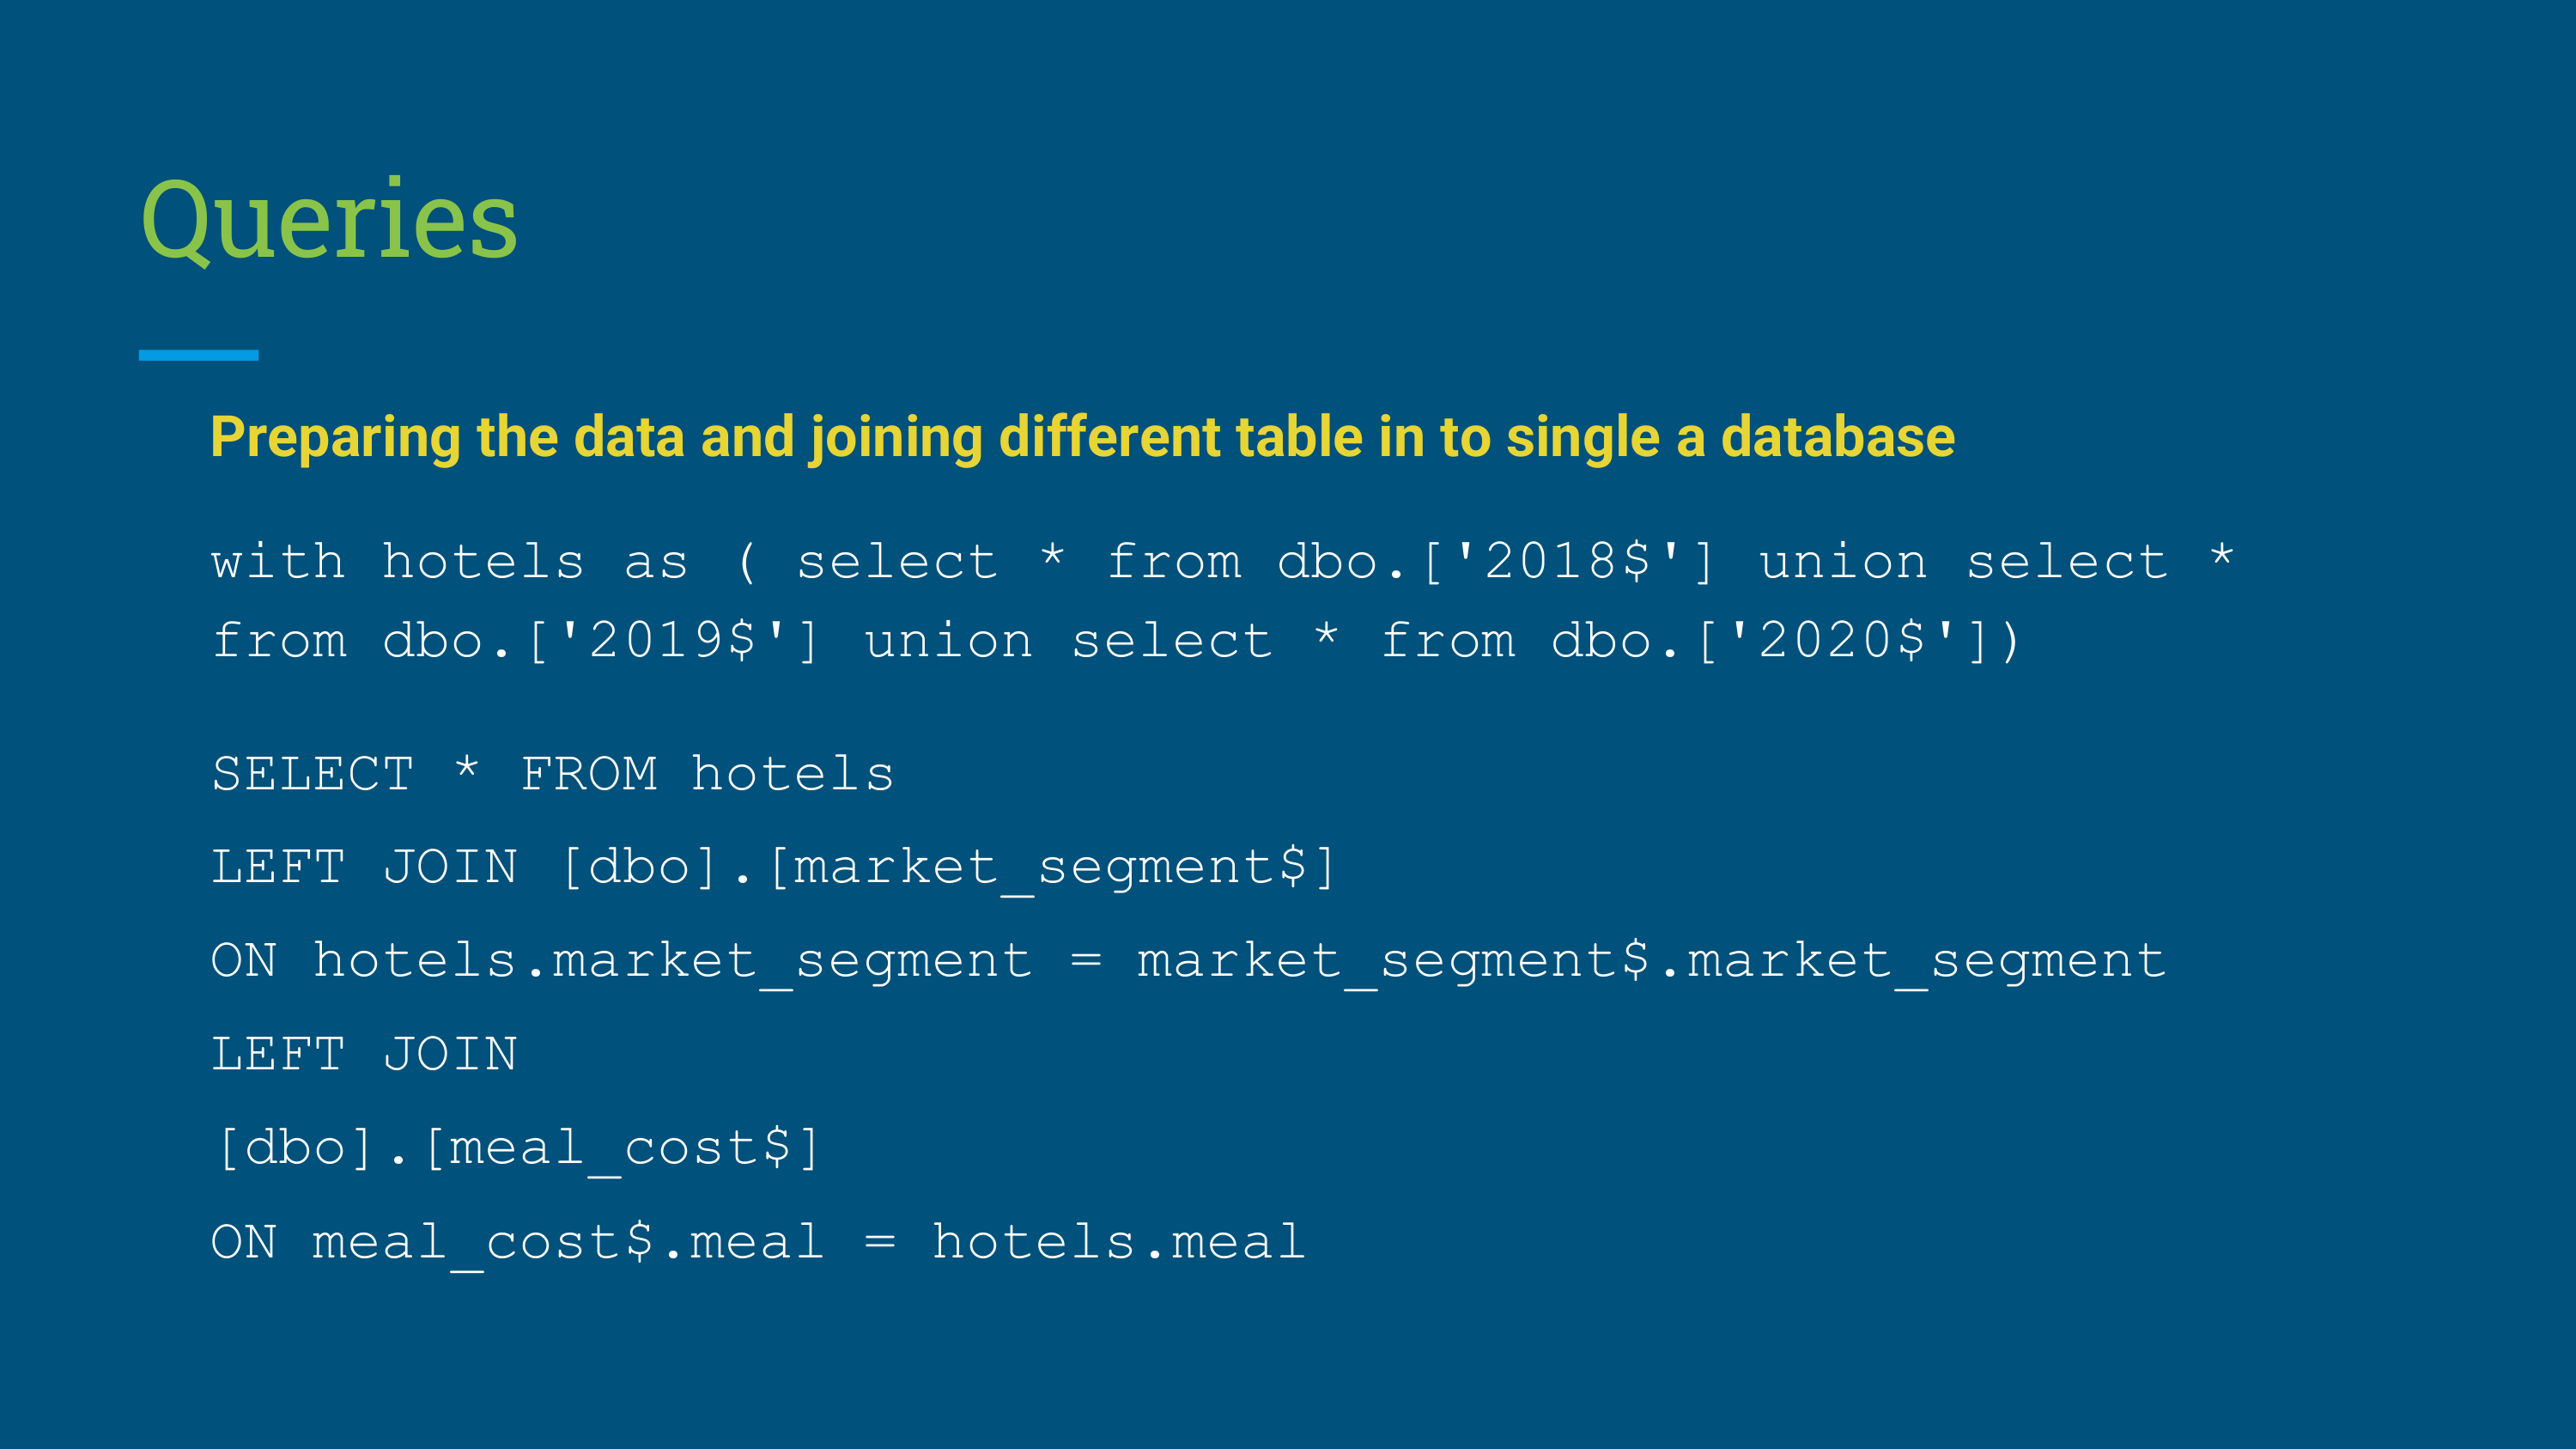 Queries
Preparing the data and joining different table in to single a database
with hotels as ( select * from dbo.['2018$'] union select *
from dbo.['2019$'] union select * from dbo.['2020$'])
SELECT * FROM hotels
LEFT JOIN [dbo].[market_segment$]
ON hotels.market_segment = market_segment$.market_segment
LEFT JOIN
[dbo].[meal_cost$]
ON meal_cost$.meal = hotels.meal